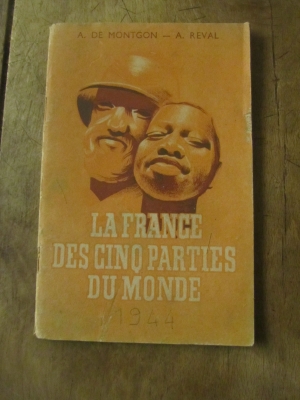 A. DE MONTGON — A. REVAL
LA FRANCE
DES CINQ PARTIES
DU MONDE
1944